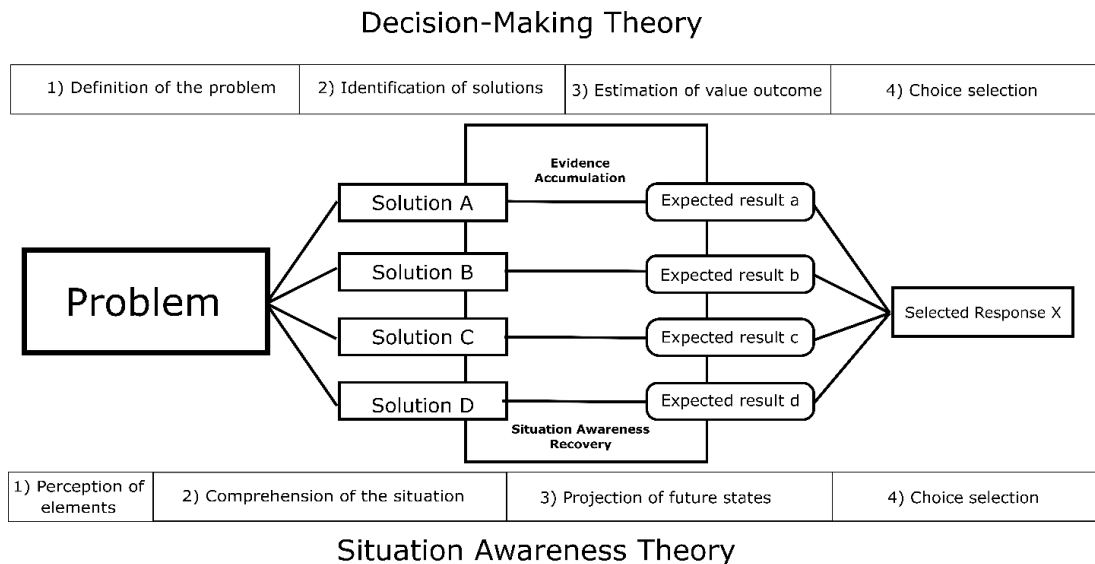 Decision-Making Theory
1) Definition of the problem
2) Identification of solutions
3) Estimation of value outcome
4) Choice selection
Evidence
Accumulation
Solution A
Expected result a
Solution B
Expected result b
Problem
Selected Response X
Solution C
Expected result c
Solution D
Expected result d
Situation Awareness
Recovery
1) Perception of
elements
2) Comprehension of the situation
3) Projection of future states
4) Choice selection
Situation Awareness Theory